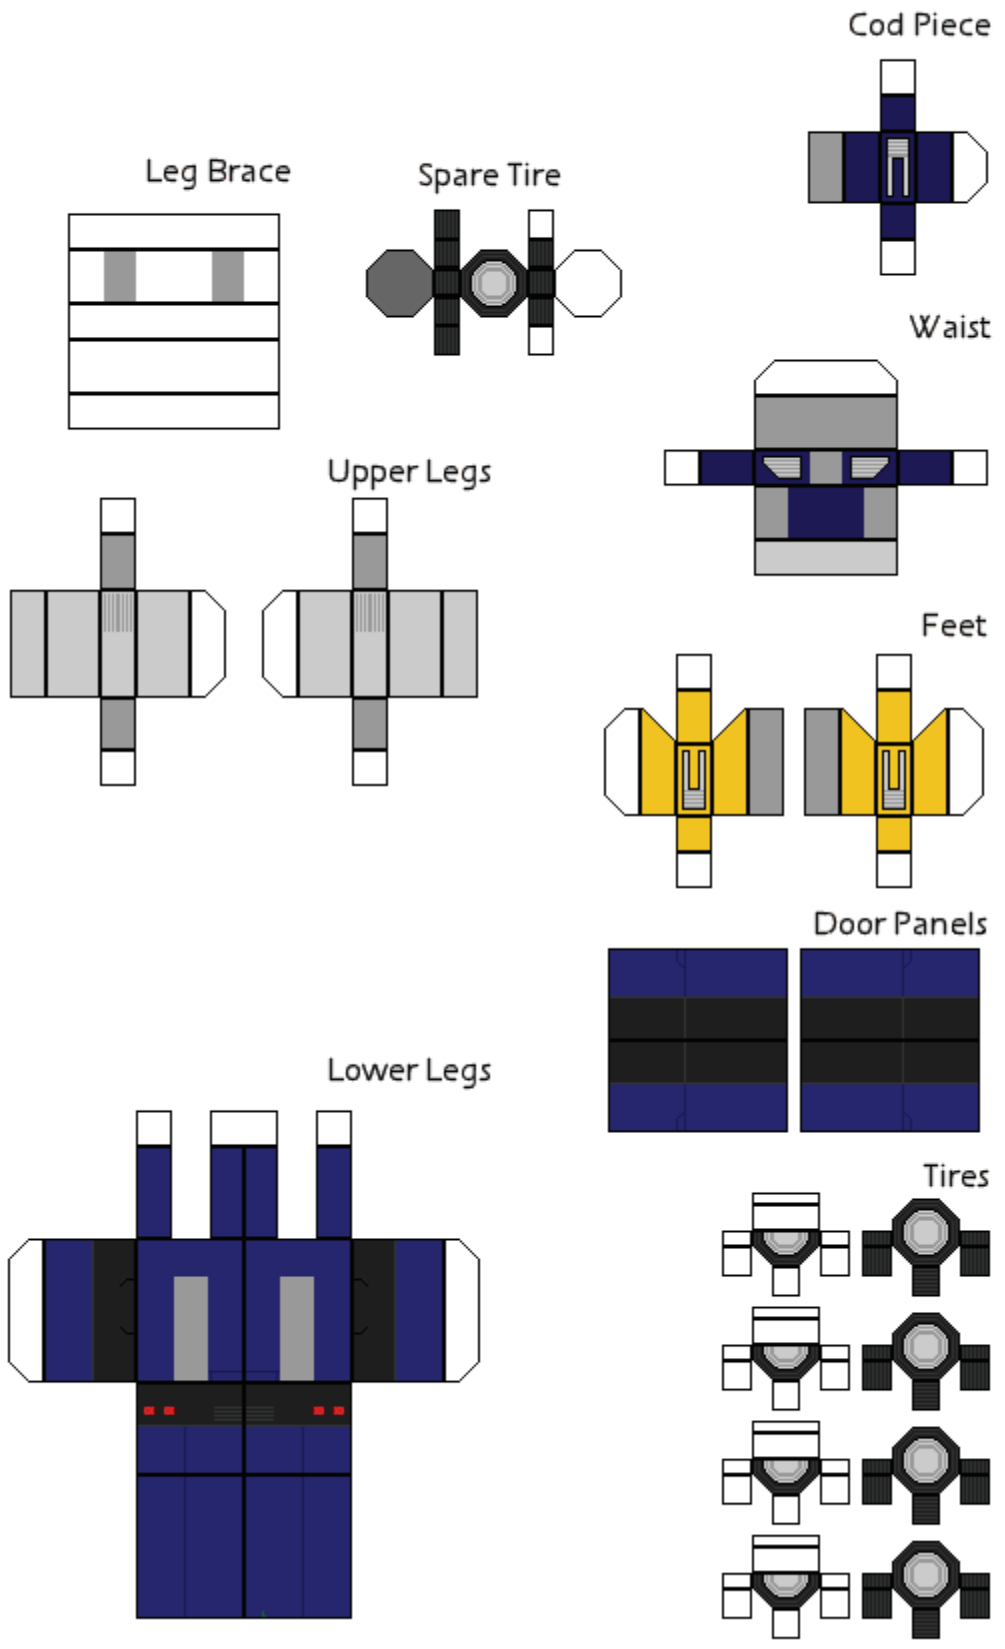 Cod Piece
Leg Brace
Spare Tire
Waist
Upper Legs
Feet
Door Panels
Lower Legs
Tires